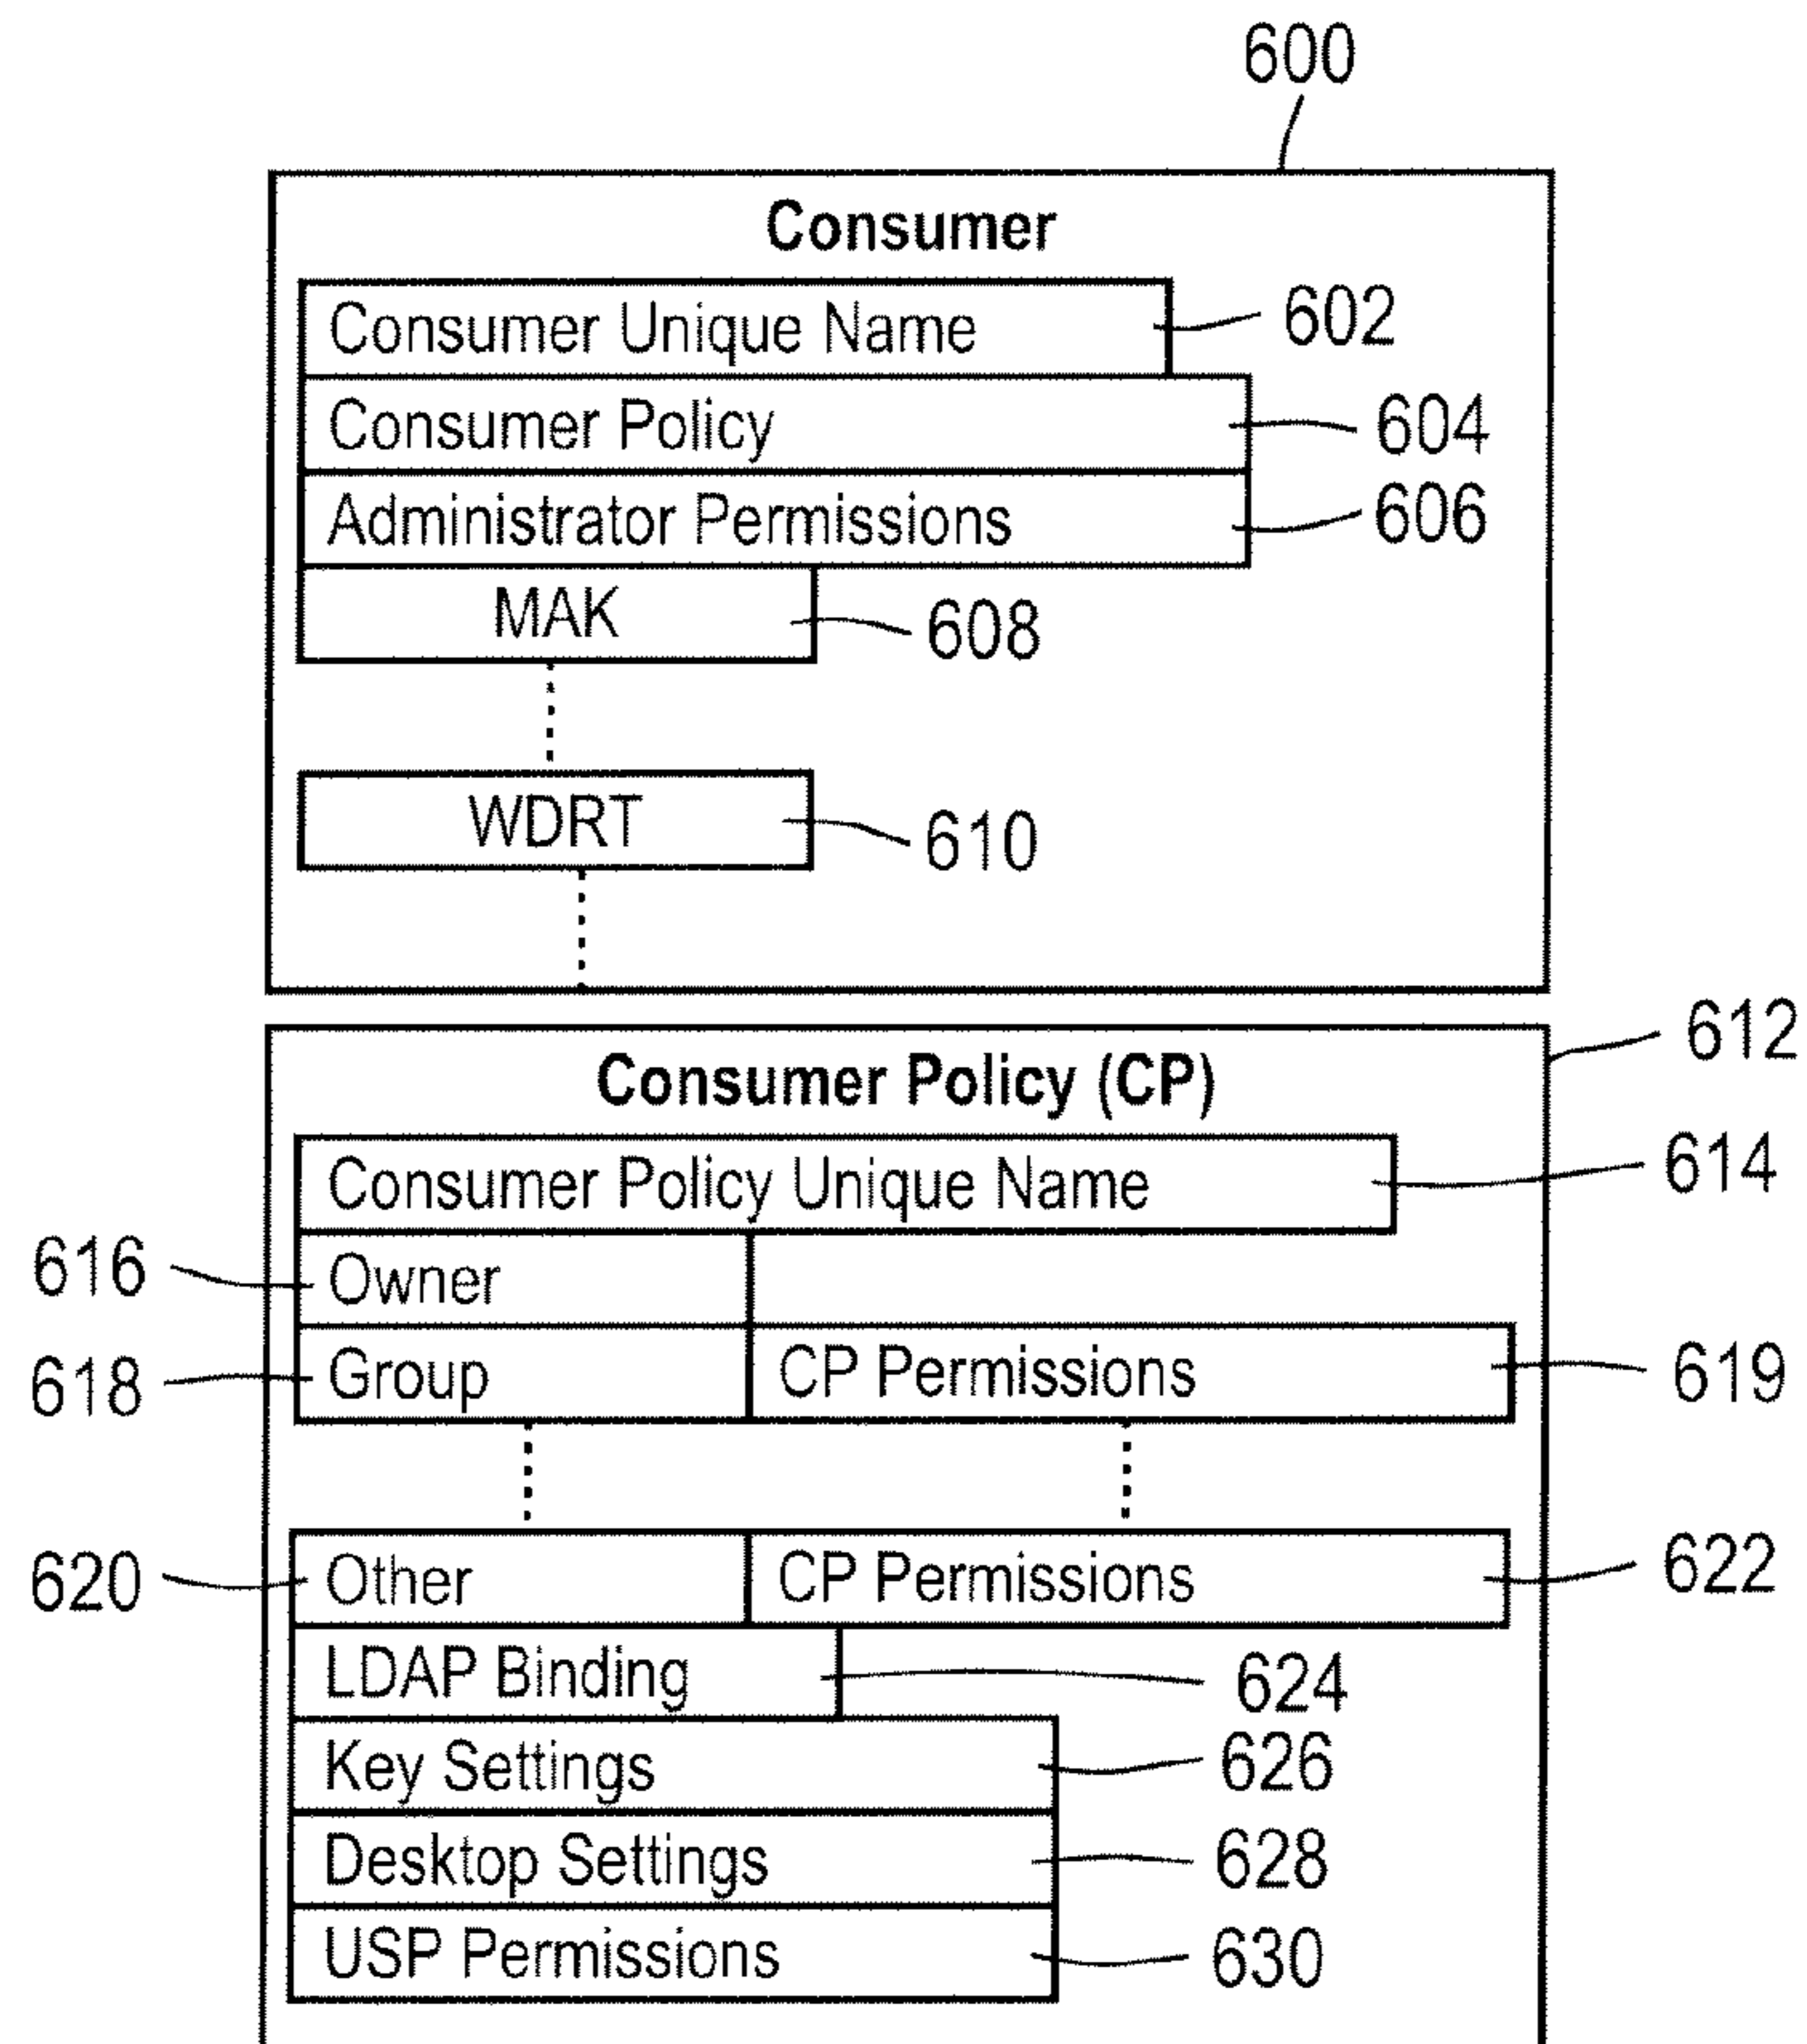 600
Consumer
Consumer Unique Name 602
Consumer Policy 604
Administrator Permissions 606
MAK 608
WDRT 610
612
Consumer Policy (CP)
Consumer Policy Unique Name 614
616 Owner
618 Group CP Permissions 619
620 Other CP Permissions 622
LDAP Binding 624
Key Settings 626
Desktop Settings 628
USP Permissions 630